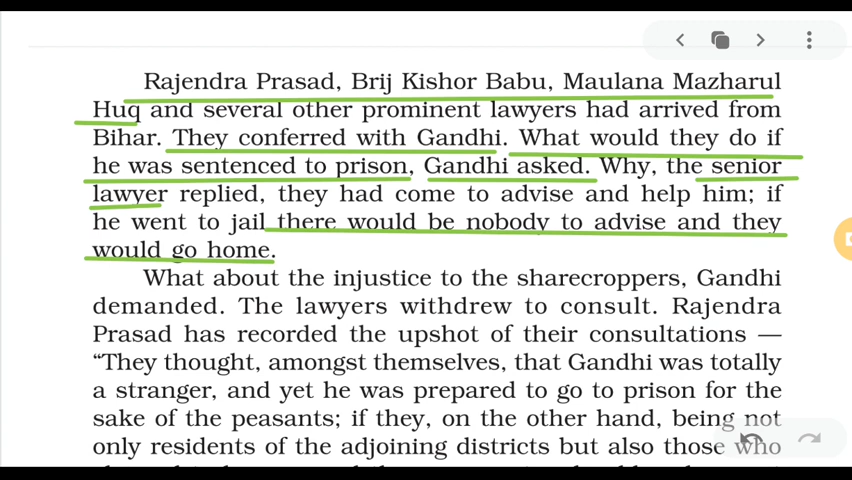 Rajendra Prasad, Brij Kishor Babu, Maulana Mazharul
Huq and several other prominent lawyers had arrived from
Bihar. They conferred with Gandhi. What would they do if
he was sentenced to prison, Gandhi asked. Why, the senior
lawyer replied, they had come to advise and help him; if
he went to jail there would be nobody to advise and they
would go home.
What about the injustice to the sharecroppers, Gandhi
demanded. The lawyers withdrew to consult. Rajendra
Prasad has recorded the upshot of their consultations —
“They thought, amongst themselves, that Gandhi was totally
a stranger, and yet he was prepared to go to prison for the
sake of the peasants; if they, on the other hand, being not
only residents of the adjoining districts but also those who